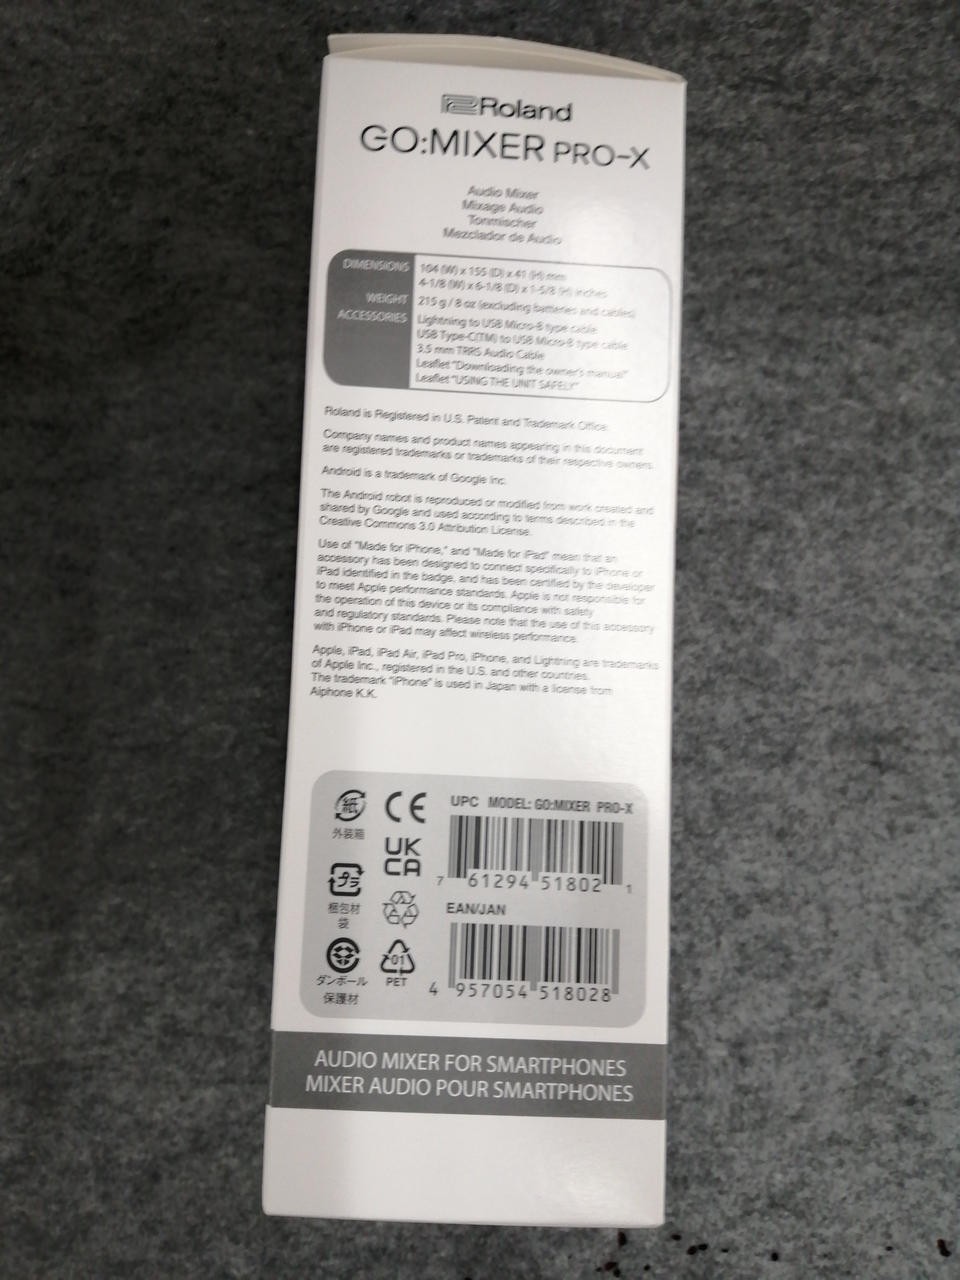 Roland
GO:MIXER PRO-X
Audio Mixer
Mixage Audio
Tonmischer
Mezclador de Audio
DIMENSIONS 104 (W) x 155 (D) x 41 (H) mm
4-1/8 (W) x 6-1/8 (D) x 1-5/8 (H) inches
WEIGHT 215 g / 8 oz (excluding batteries and cables)
ACCESSORIES Lightning to USB Micro-B type cable
USB Type-C(TM) to USB Micro-B type cable
3.5 mm TRRS Audio Cable
Leaflet "Downloading the owner's manual"
Leaflet "USING THE UNIT SAFELY"
Roland is Registered in U.S. Patent and Trademark Office.
Company names and product names appearing in this document
are registered trademarks or trademarks of their respective owners.
Android is a trademark of Google Inc.
The Android robot is reproduced or modified from work created and
shared by Google and used according to terms described in the
Creative Commons 3.0 Attribution License.
Use of "Made for iPhone," and "Made for iPad" mean that an
accessory has been designed to connect specifically to iPhone or
iPad identified in the badge, and has been certified by the developer
to meet Apple performance standards. Apple is not responsible for
the operation of this device or its compliance with safety
and regulatory standards. Please note that the use of this accessory
with iPhone or iPad may affect wireless performance.
Apple, iPad, iPad Air, iPad Pro, iPhone, and Lightning are trademarks
of Apple Inc., registered in the U.S. and other countries.
The trademark "iPhone" is used in Japan with a license from
Aiphone K.K.
紙
外装箱
プラ
梱包材
袋
ダンボール
保護材
CE
UK
CA
01
PET
UPC MODEL: GO:MIXER PRO-X
7 61294 51802 1
EAN/JAN
4 957054 518028
AUDIO MIXER FOR SMARTPHONES
MIXER AUDIO POUR SMARTPHONES